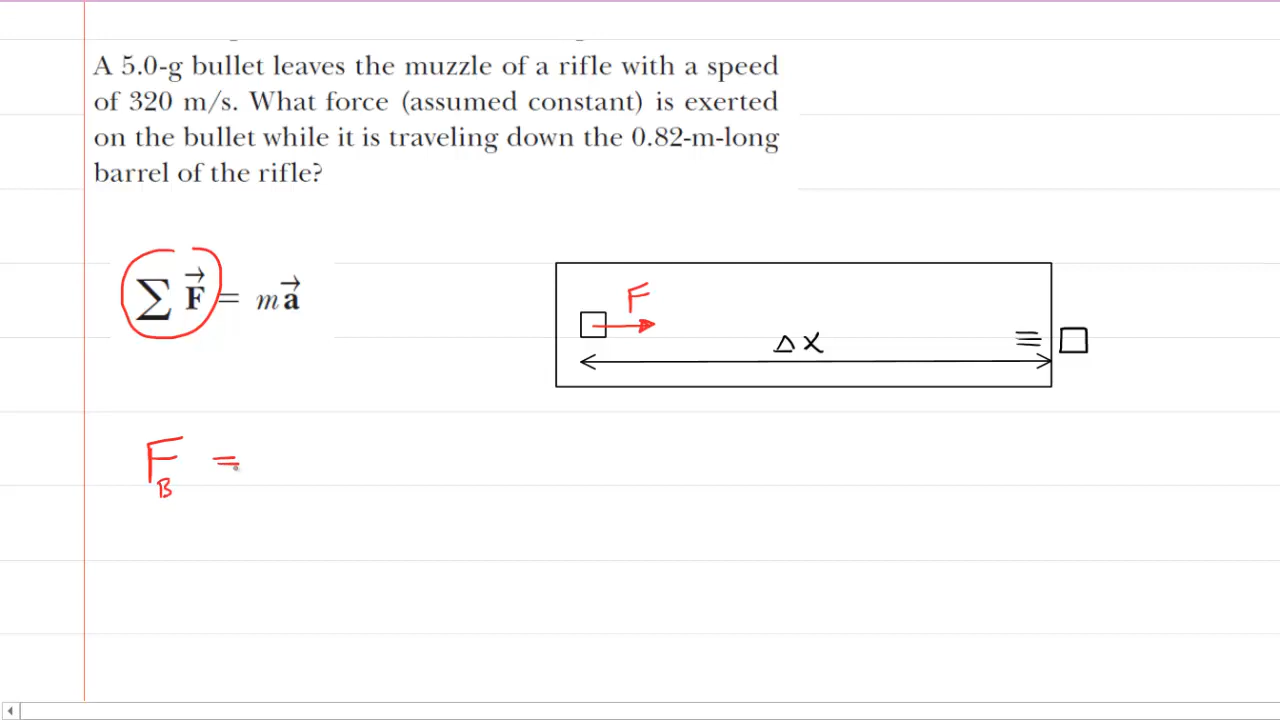 A 5.0-g bullet leaves the muzzle of a rifle with a speed
of 320 m/s. What force (assumed constant) is exerted
on the bullet while it is traveling down the 0.82-m-long
barrel of the rifle?
∑ F⃗ = ma⃗
F
Δx
F_B =